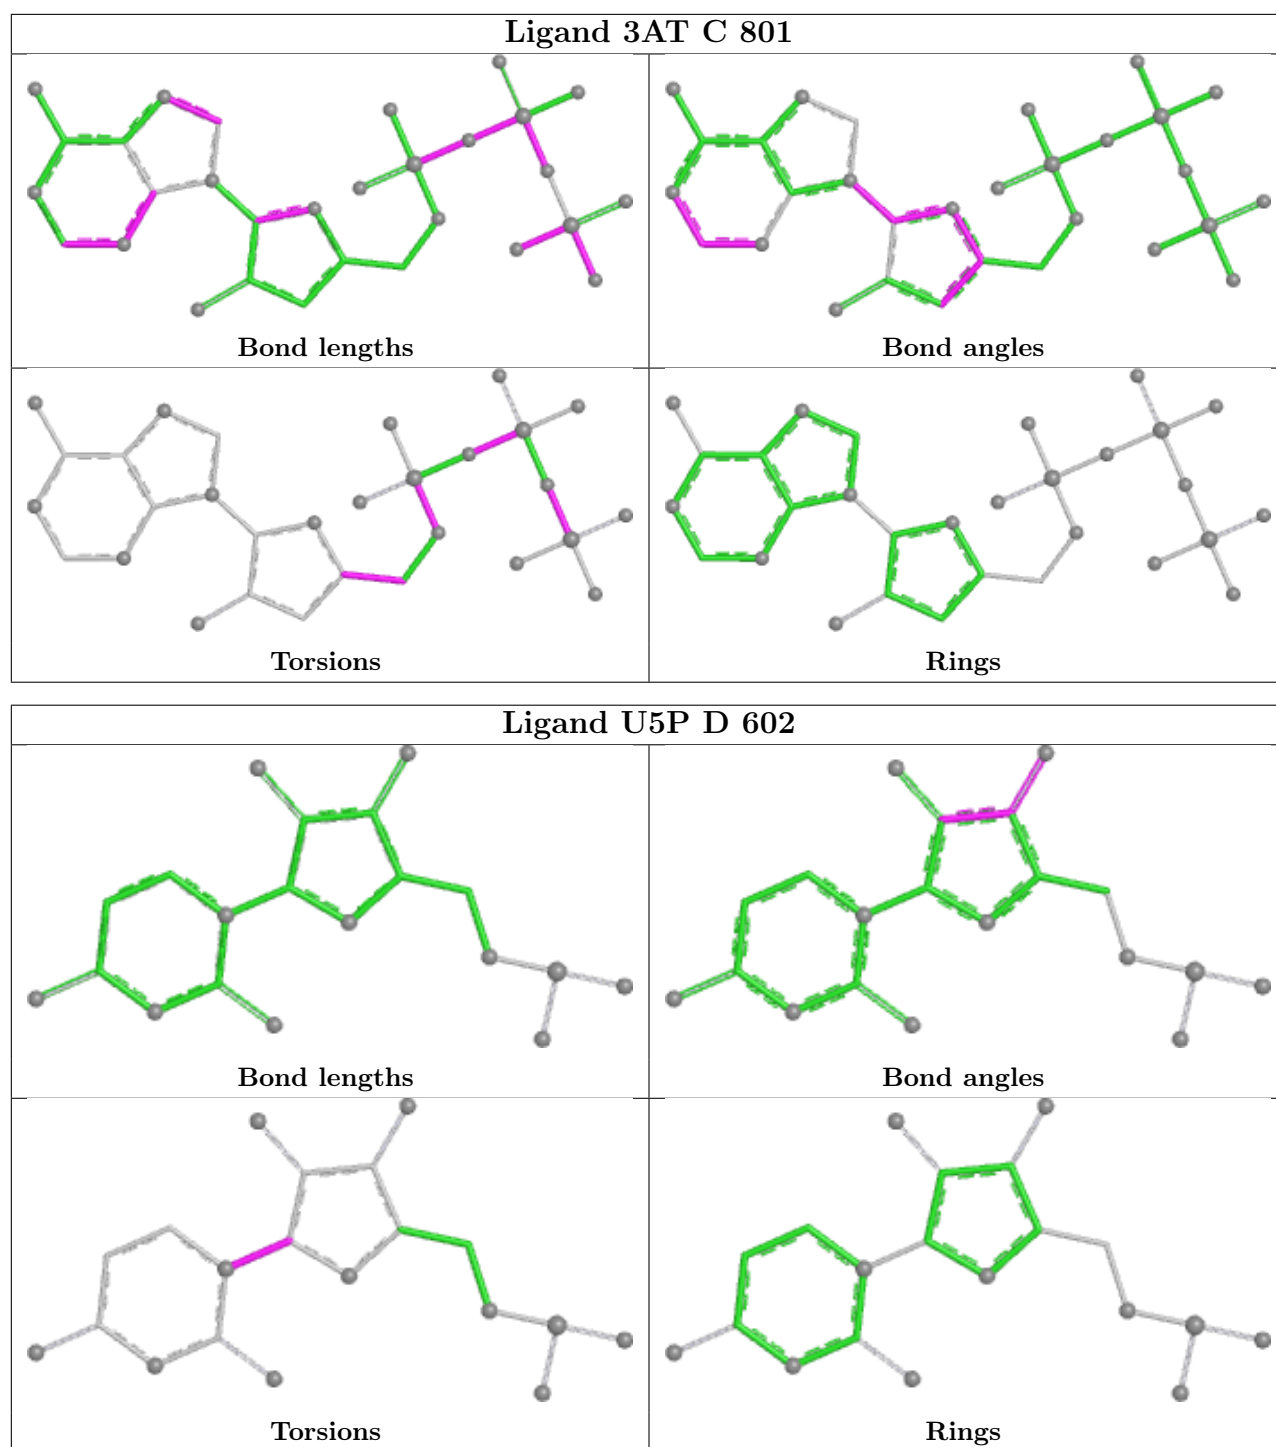 Ligand 3AT C 801
Bond lengths
Bond angles
Torsions
Rings
Ligand U5P D 602
Bond lengths
Bond angles
Torsions
Rings